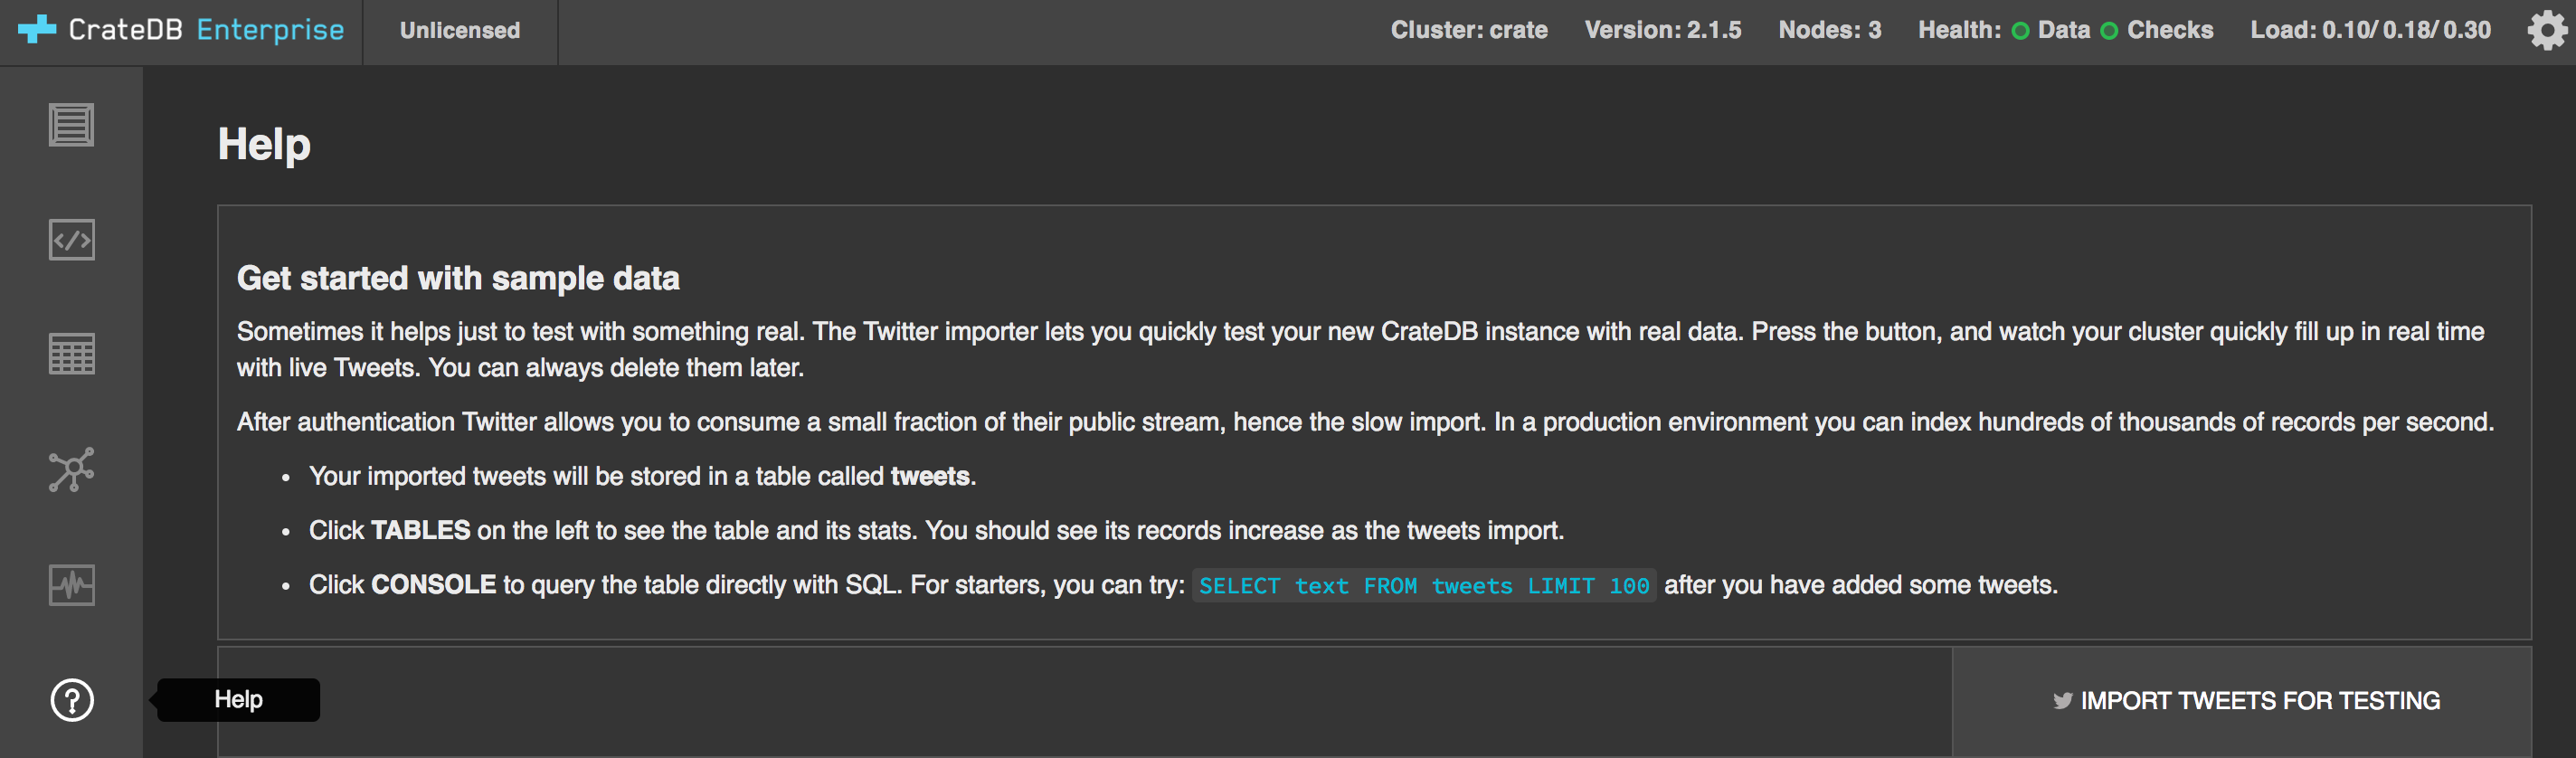 CrateDB Enterprise
Unlicensed
Cluster: crate
Version: 2.1.5
Nodes: 3
Health: Data Checks
Load: 0.10/ 0.18/ 0.30
Help
Get started with sample data
Sometimes it helps just to test with something real. The Twitter importer lets you quickly test your new CrateDB instance with real data. Press the button, and watch your cluster quickly fill up in real time
with live Tweets. You can always delete them later.
After authentication Twitter allows you to consume a small fraction of their public stream, hence the slow import. In a production environment you can index hundreds of thousands of records per second.
• Your imported tweets will be stored in a table called tweets.
• Click TABLES on the left to see the table and its stats. You should see its records increase as the tweets import.
• Click CONSOLE to query the table directly with SQL. For starters, you can try: SELECT text FROM tweets LIMIT 100 after you have added some tweets.
Help
IMPORT TWEETS FOR TESTING